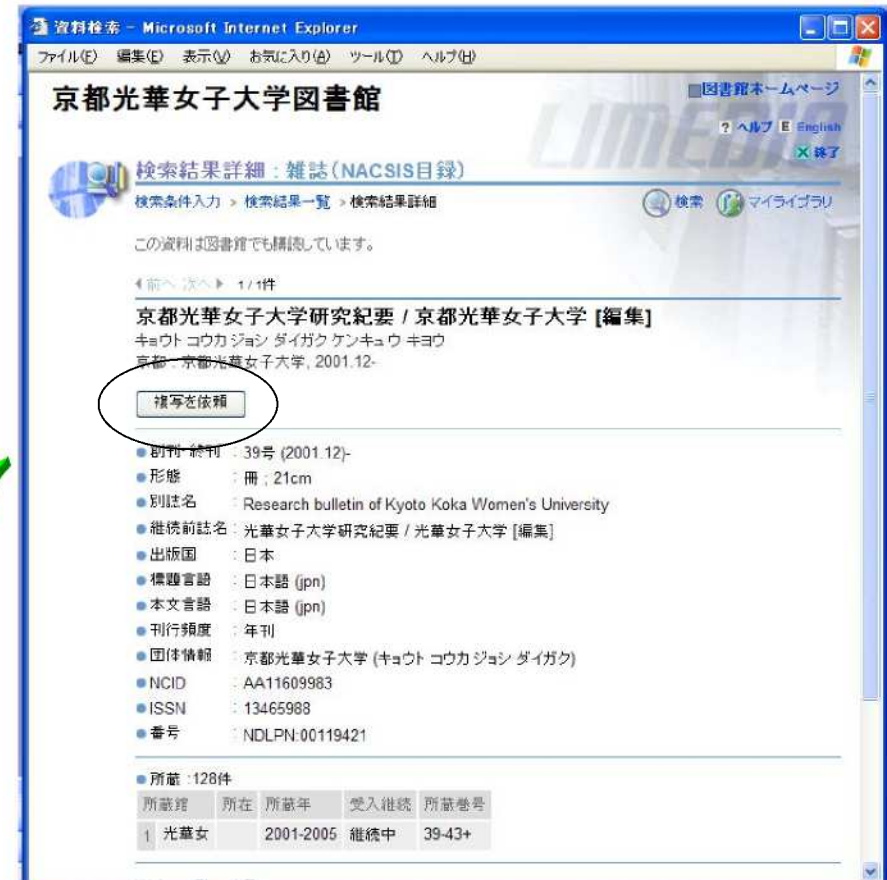 資料検索 - Microsoft Internet Explorer
ファイル(F) 編集(E) 表示(V) お気に入り(A) ツール(T) ヘルプ(H)
京都光華女子大学図書館
図書館ホームページ
? ヘルプ E English
× 終了
LIMEDIO
検索結果詳細:雑誌(NACSIS目録)
検索条件入力 > 検索結果一覧 > 検索結果詳細
検索 マイライブラリ
この資料は図書館でも購読しています。
前へ 次へ 1 / 1件
京都光華女子大学研究紀要 / 京都光華女子大学 [編集]
キョウト コウカ ジョシ ダイガク ケンキュウ キヨウ
京都 : 京都光華女子大学, 2001.12-
複写を依頼
創刊・終刊 : 39号 (2001.12)-
形態 : 冊 ; 21cm
別誌名 : Research bulletin of Kyoto Koka Women's University
継続前誌名 : 光華女子大学研究紀要 / 光華女子大学 [編集]
出版国 : 日本
標題言語 : 日本語 (jpn)
本文言語 : 日本語 (jpn)
刊行頻度 : 年刊
団体情報 : 京都光華女子大学 (キョウト コウカ ジョシ ダイガク)
NCID : AA11609983
ISSN : 13465988
番号 : NDLPN:00119421
所蔵 :128件
所蔵館 所在 所蔵年 受入継続 所蔵巻号
1 光華女 2001-2005 継続中 39-43+